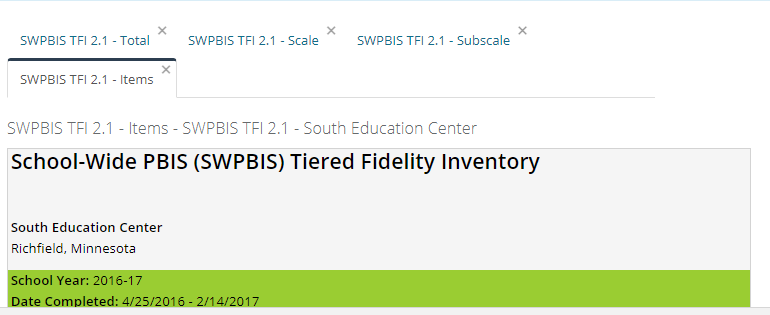 SWPBIS TFI 2.1 - Total
SWPBIS TFI 2.1 - Scale
SWPBIS TFI 2.1 - Subscale
SWPBIS TFI 2.1 - Items
SWPBIS TFI 2.1 - Items - SWPBIS TFI 2.1 - South Education Center
School-Wide PBIS (SWPBIS) Tiered Fidelity Inventory
South Education Center
Richfield, Minnesota
School Year: 2016-17
Date Completed: 4/25/2016 - 2/14/2017